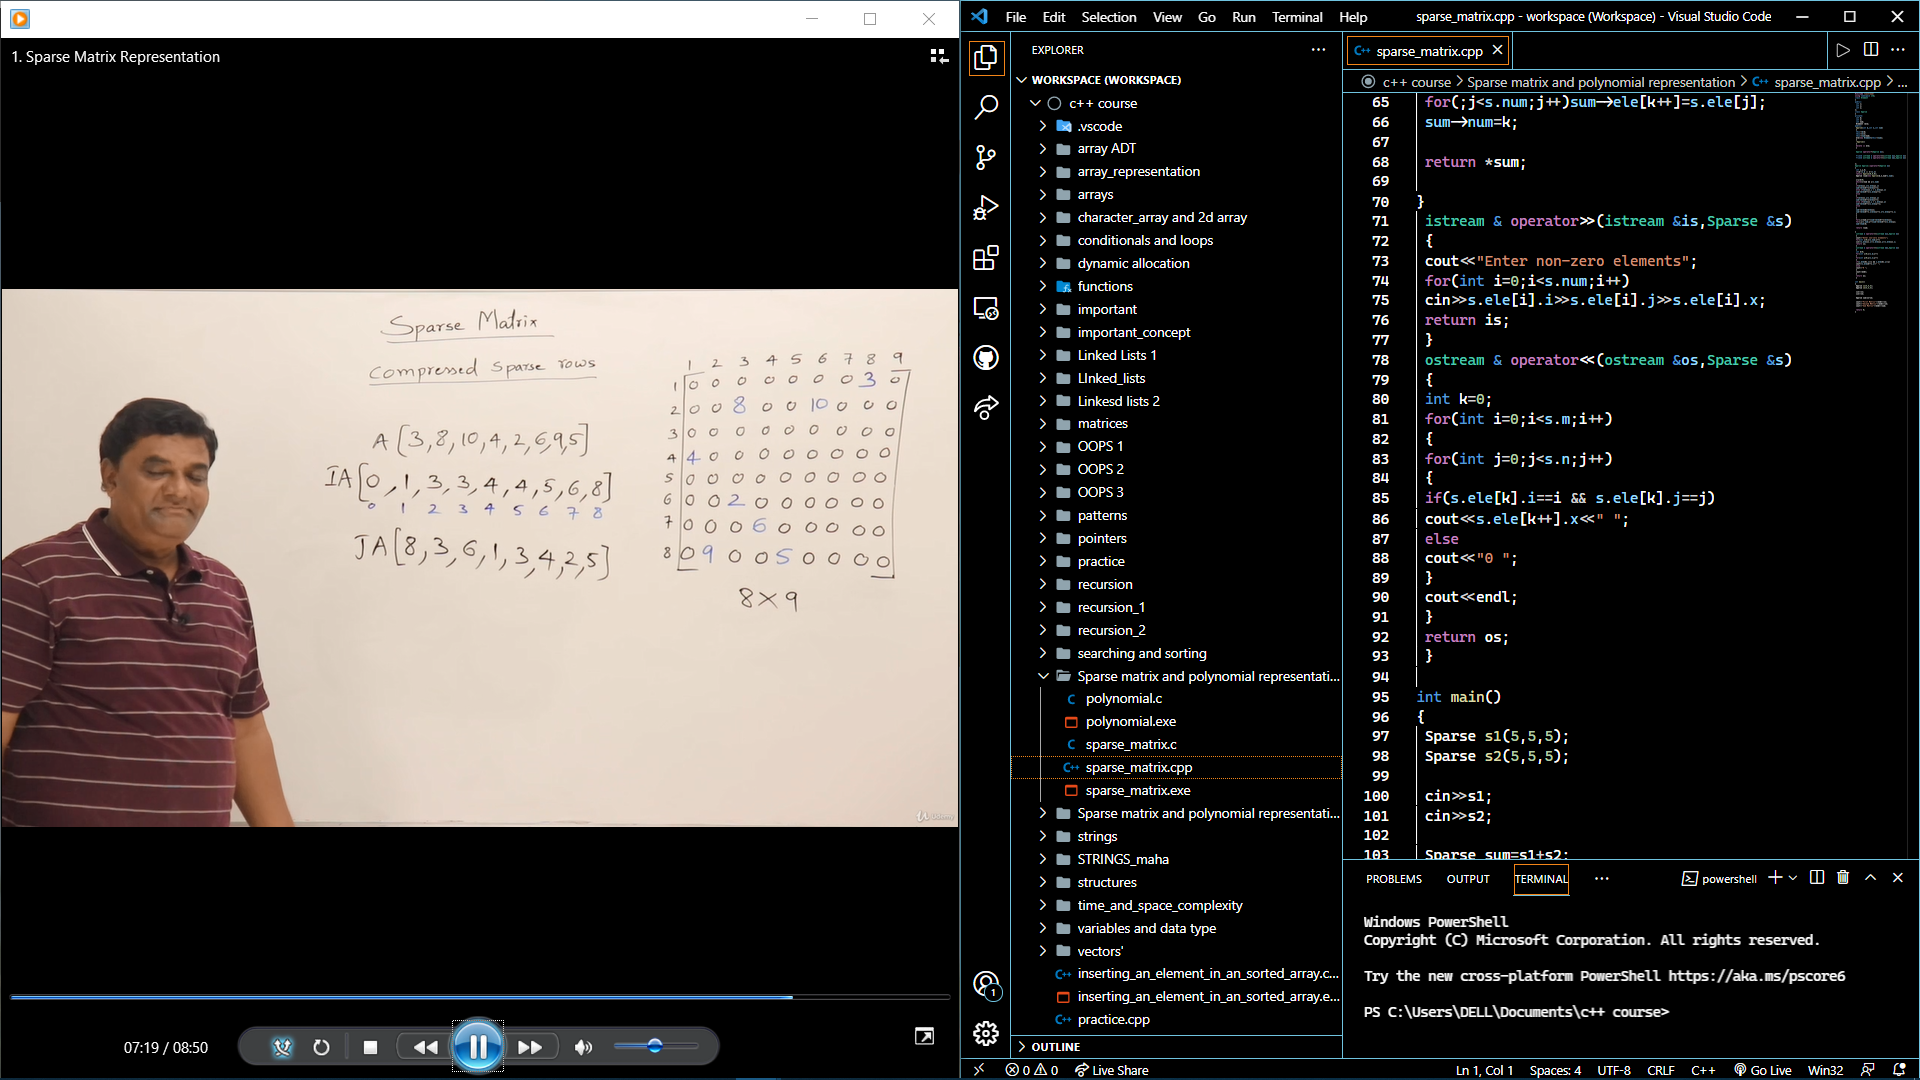 1. Sparse Matrix Representation
Sparse Matrix
Compressed sparse rows
A [3,8,10,4,2,6,9,5]
IA [0,1,3,3,4,4,5,6,8]
0 1 2 3 4 5 6 7 8
JA [8,3,6,1,3,4,2,5]
1 2 3 4 5 6 7 8 9
1 0 0 0 0 0 0 0 3 0
2 0 0 8 0 0 10 0 0 0
3 0 0 0 0 0 0 0 0 0
4 4 0 0 0 0 0 0 0 0
5 0 0 0 0 0 0 0 0 0
6 0 0 2 0 0 0 0 0 0
7 0 0 0 6 0 0 0 0 0
8 0 9 0 0 5 0 0 0 0
8 × 9
Udemy
07:19 / 08:50
File Edit Selection View Go Run Terminal Help
sparse_matrix.cpp - workspace (Workspace) - Visual Studio Code
EXPLORER
WORKSPACE (WORKSPACE)
c++ course
.vscode
array ADT
array_representation
arrays
character_array and 2d array
conditionals and loops
dynamic allocation
functions
important
important_concept
Linked Lists 1
LInked_lists
Linkesd lists 2
matrices
OOPS 1
OOPS 2
OOPS 3
patterns
pointers
practice
recursion
recursion_1
recursion_2
searching and sorting
Sparse matrix and polynomial representati...
polynomial.c
polynomial.exe
sparse_matrix.c
sparse_matrix.cpp
sparse_matrix.exe
Sparse matrix and polynomial representati...
strings
STRINGS_maha
structures
time_and_space_complexity
variables and data type
vectors'
inserting_an_element_in_an_sorted_array.c...
inserting_an_element_in_an_sorted_array.e...
practice.cpp
OUTLINE
1
sparse_matrix.cpp
c++ course > Sparse matrix and polynomial representation > sparse_matrix.cpp > ...
65 for(;j<s.num;j++)sum->ele[k++]=s.ele[j];
66 sum->num=k;
67
68 return *sum;
69
70 }
71 istream & operator>>(istream &is,Sparse &s)
72 {
73 cout<<"Enter non-zero elements";
74 for(int i=0;i<s.num;i++)
75 cin>>s.ele[i].i>>s.ele[i].j>>s.ele[i].x;
76 return is;
77 }
78 ostream & operator<<(ostream &os,Sparse &s)
79 {
80 int k=0;
81 for(int i=0;i<s.m;i++)
82 {
83 for(int j=0;j<s.n;j++)
84 {
85 if(s.ele[k].i==i && s.ele[k].j==j)
86 cout<<s.ele[k++].x<<" ";
87 else
88 cout<<"0 ";
89 }
90 cout<<endl;
91 }
92 return os;
93 }
94
95 int main()
96 {
97 Sparse s1(5,5,5);
98 Sparse s2(5,5,5);
99
100 cin>>s1;
101 cin>>s2;
102
103 Sparse sum=s1+s2;
PROBLEMS OUTPUT TERMINAL powershell
Windows PowerShell
Copyright (C) Microsoft Corporation. All rights reserved.
Try the new cross-platform PowerShell https://aka.ms/pscore6
PS C:\Users\DELL\Documents\c++ course>
0 0 Live Share
Ln 1, Col 1 Spaces: 4 UTF-8 CRLF C++ Go Live Win32